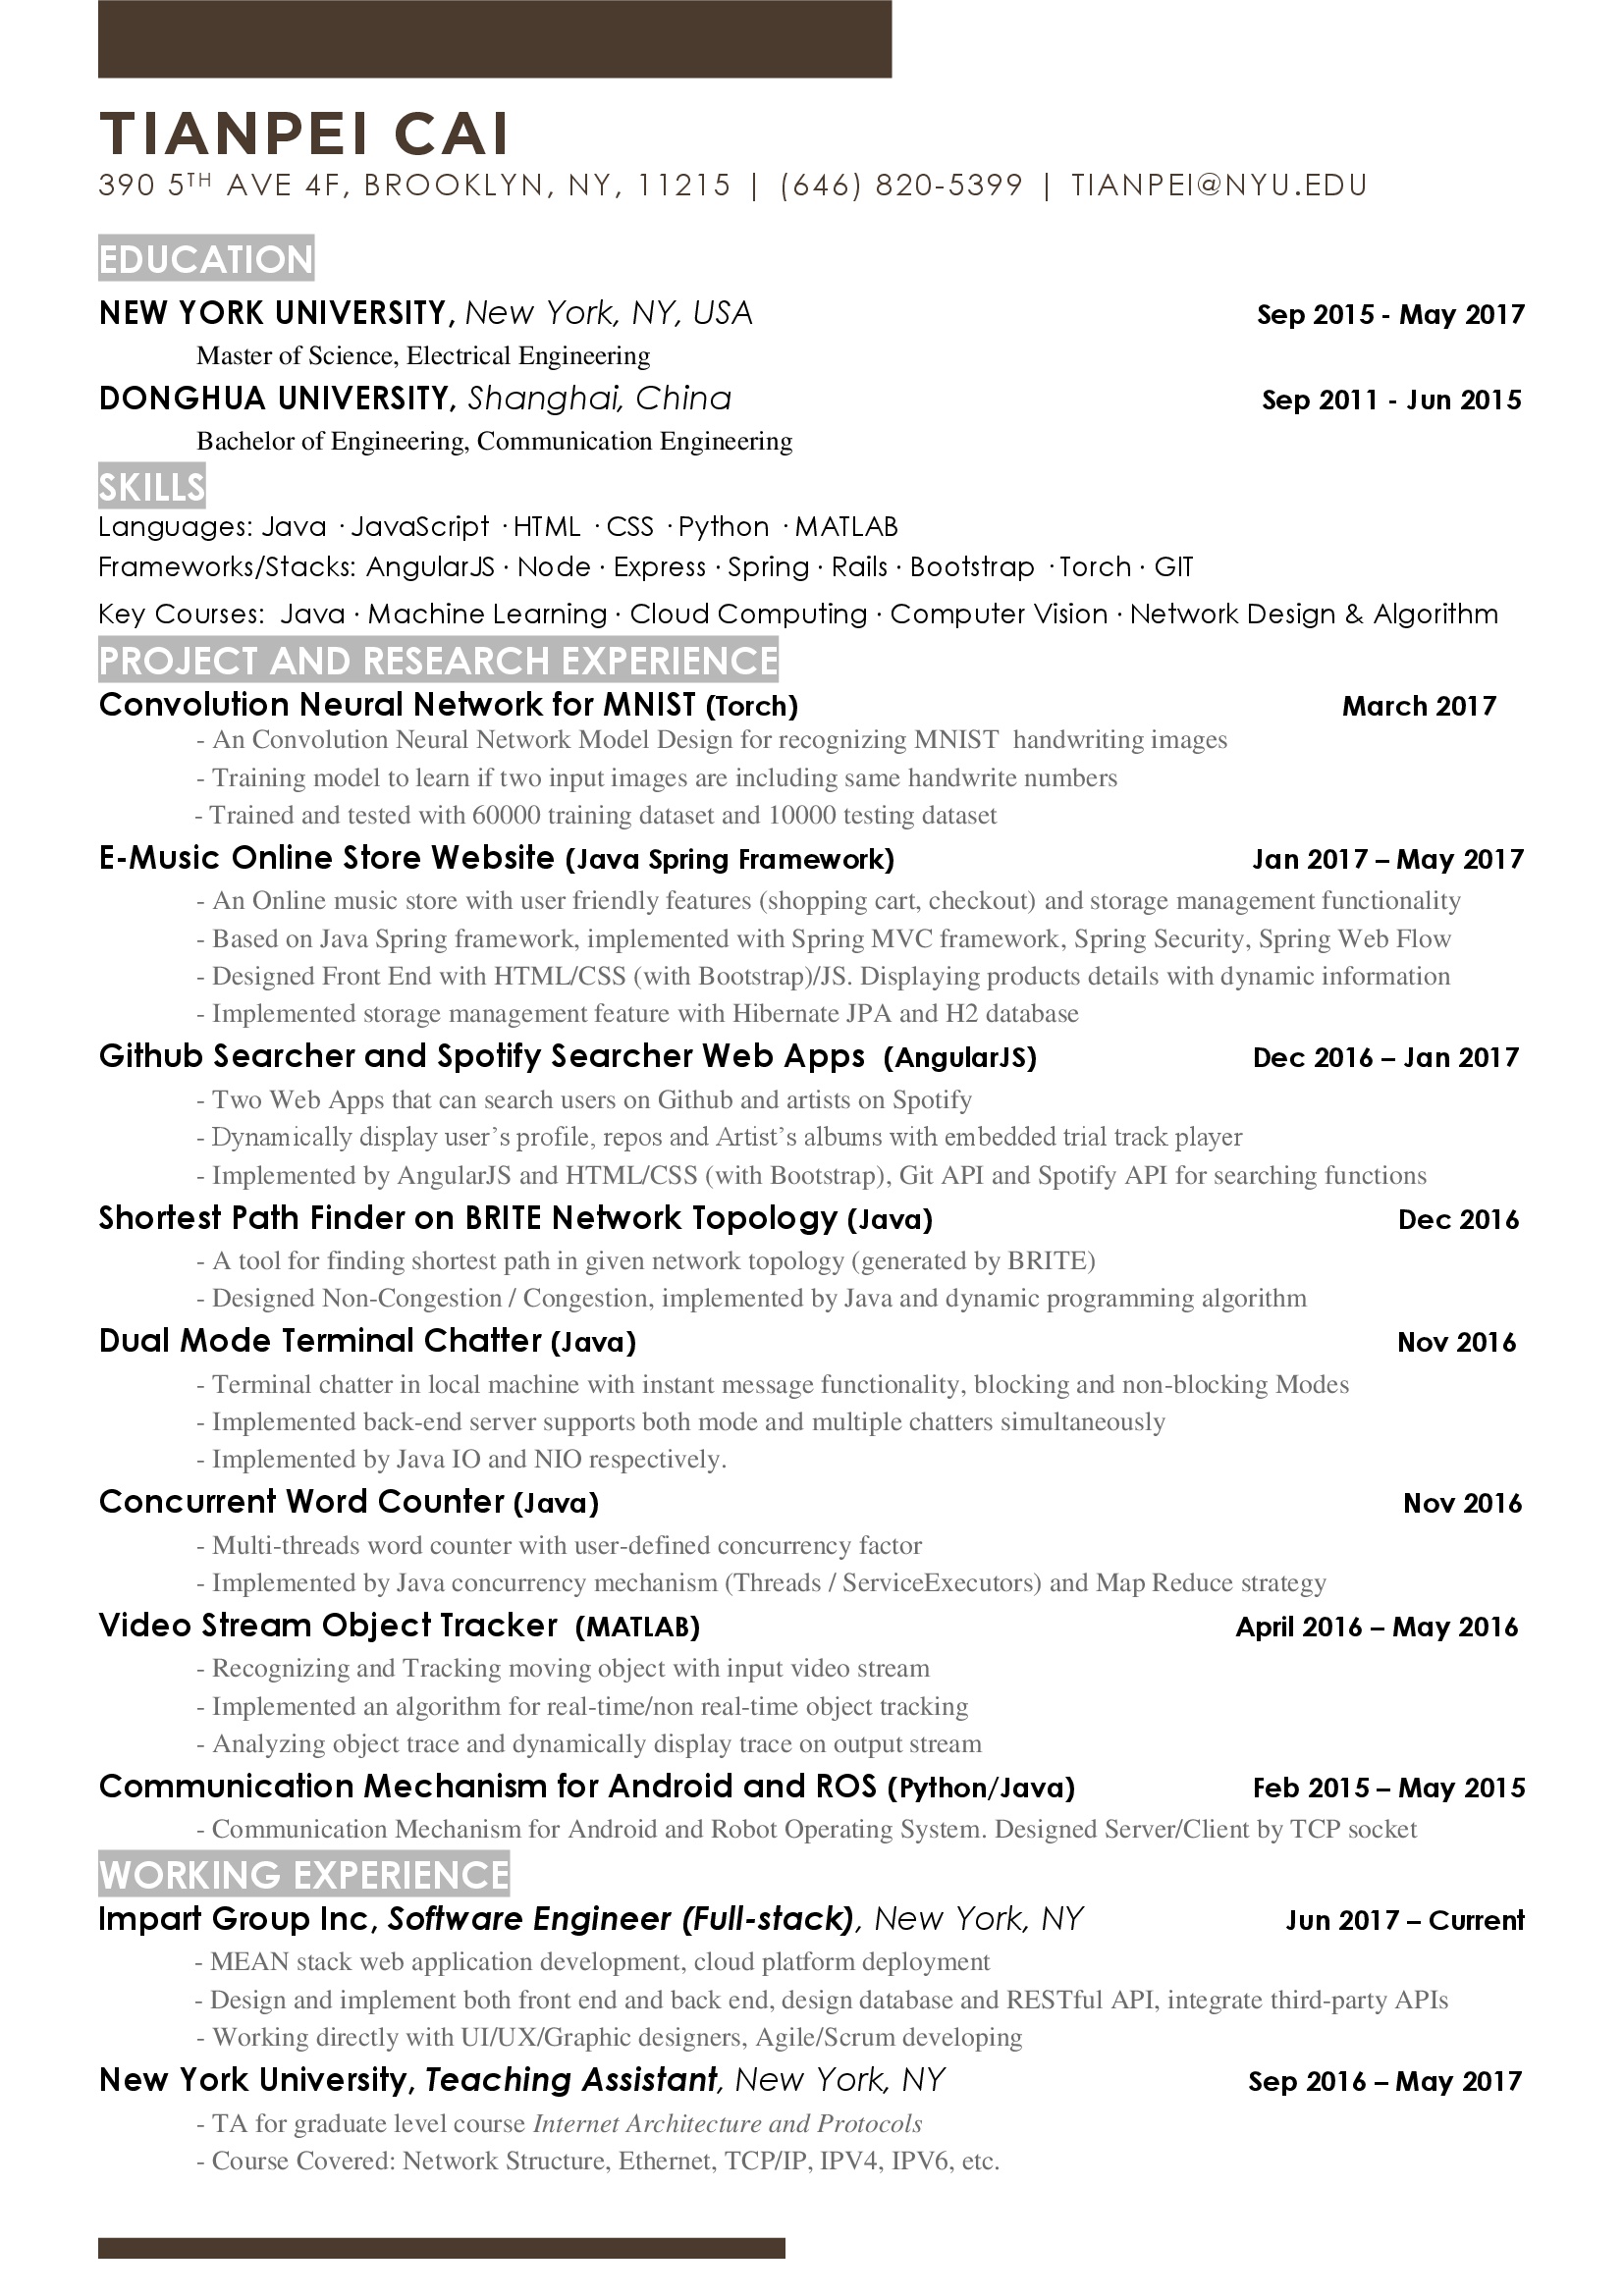 TIANPEI CAI
390 5TH AVE 4F, BROOKLYN, NY, 11215 | (646) 820-5399 | TIANPEI@NYU.EDU
EDUCATION
NEW YORK UNIVERSITY, New York, NY, USA Sep 2015 - May 2017
Master of Science, Electrical Engineering
DONGHUA UNIVERSITY, Shanghai, China Sep 2011 - Jun 2015
Bachelor of Engineering, Communication Engineering
SKILLS
Languages: Java · JavaScript · HTML · CSS · Python · MATLAB
Frameworks/Stacks: AngularJS · Node · Express · Spring · Rails · Bootstrap · Torch · GIT
Key Courses: Java · Machine Learning · Cloud Computing · Computer Vision · Network Design & Algorithm
PROJECT AND RESEARCH EXPERIENCE
Convolution Neural Network for MNIST (Torch) March 2017
- An Convolution Neural Network Model Design for recognizing MNIST handwriting images
- Training model to learn if two input images are including same handwrite numbers
- Trained and tested with 60000 training dataset and 10000 testing dataset
E-Music Online Store Website (Java Spring Framework) Jan 2017 – May 2017
- An Online music store with user friendly features (shopping cart, checkout) and storage management functionality
- Based on Java Spring framework, implemented with Spring MVC framework, Spring Security, Spring Web Flow
- Designed Front End with HTML/CSS (with Bootstrap)/JS. Displaying products details with dynamic information
- Implemented storage management feature with Hibernate JPA and H2 database
Github Searcher and Spotify Searcher Web Apps (AngularJS) Dec 2016 – Jan 2017
- Two Web Apps that can search users on Github and artists on Spotify
- Dynamically display user’s profile, repos and Artist’s albums with embedded trial track player
- Implemented by AngularJS and HTML/CSS (with Bootstrap), Git API and Spotify API for searching functions
Shortest Path Finder on BRITE Network Topology (Java) Dec 2016
- A tool for finding shortest path in given network topology (generated by BRITE)
- Designed Non-Congestion / Congestion, implemented by Java and dynamic programming algorithm
Dual Mode Terminal Chatter (Java) Nov 2016
- Terminal chatter in local machine with instant message functionality, blocking and non-blocking Modes
- Implemented back-end server supports both mode and multiple chatters simultaneously
- Implemented by Java IO and NIO respectively.
Concurrent Word Counter (Java) Nov 2016
- Multi-threads word counter with user-defined concurrency factor
- Implemented by Java concurrency mechanism (Threads / ServiceExecutors) and Map Reduce strategy
Video Stream Object Tracker (MATLAB) April 2016 – May 2016
- Recognizing and Tracking moving object with input video stream
- Implemented an algorithm for real-time/non real-time object tracking
- Analyzing object trace and dynamically display trace on output stream
Communication Mechanism for Android and ROS (Python/Java) Feb 2015 – May 2015
- Communication Mechanism for Android and Robot Operating System. Designed Server/Client by TCP socket
WORKING EXPERIENCE
Impart Group Inc, Software Engineer (Full-stack), New York, NY Jun 2017 – Current
- MEAN stack web application development, cloud platform deployment
- Design and implement both front end and back end, design database and RESTful API, integrate third-party APIs
- Working directly with UI/UX/Graphic designers, Agile/Scrum developing
New York University, Teaching Assistant, New York, NY Sep 2016 – May 2017
- TA for graduate level course Internet Architecture and Protocols
- Course Covered: Network Structure, Ethernet, TCP/IP, IPV4, IPV6, etc.